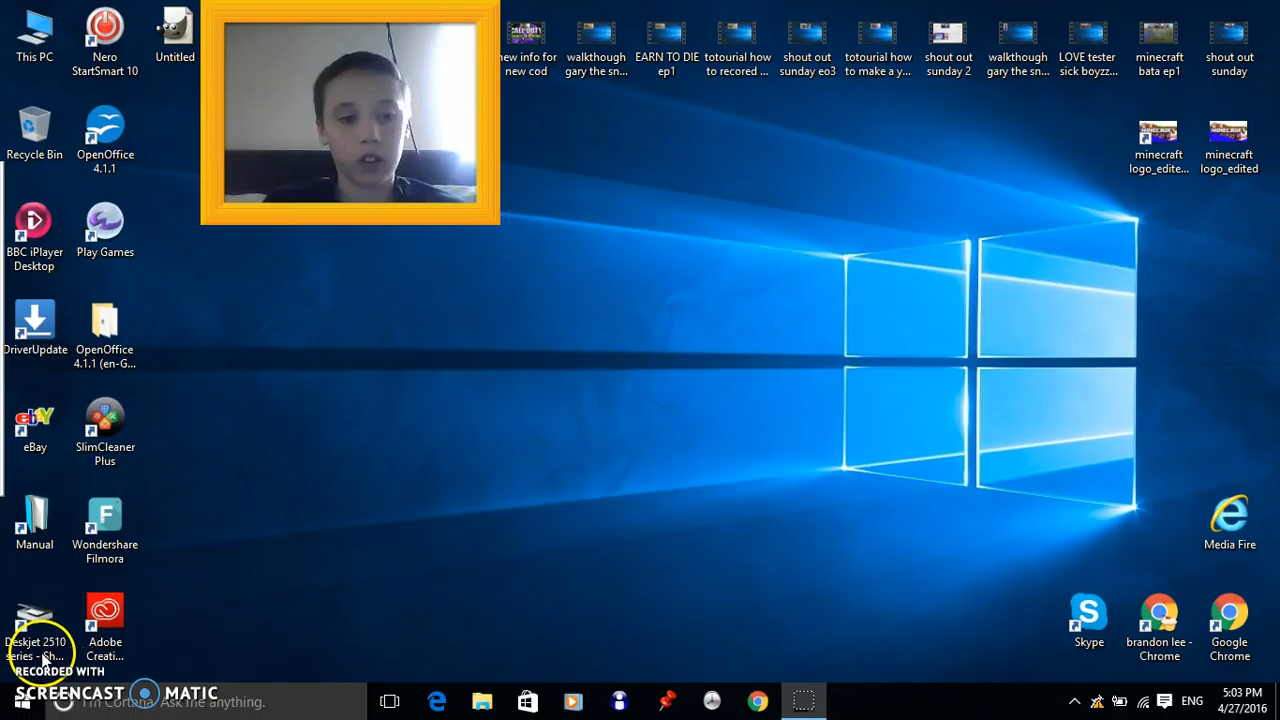 This PC
Nero
StartSmart 10
Untitled
new info for
new cod
walkthough
gary the sn...
EARN TO DIE
ep1
totourial how
to recored ...
shout out
sunday eo3
totourial how
to make a y...
shout out
sunday 2
walkthough
gary the sn...
LOVE tester
sick boyzz...
minecraft
bata ep1
shout out
sunday
Recycle Bin
OpenOffice
4.1.1
minecraft
logo_edite...
minecraft
logo_edited
BBC iPlayer
Desktop
Play Games
DriverUpdate
OpenOffice
4.1.1 (en-G...
eBay
SlimCleaner
Plus
Manual
Wondershare
Filmora
Media Fire
Deskjet 2510
series - Sh...
Adobe
Creati...
Skype
brandon lee -
Chrome
Google
Chrome
RECORDED WITH
SCREENCAST MATIC
I'm Cortana. Ask me anything.
ENG
5:03 PM
4/27/2016